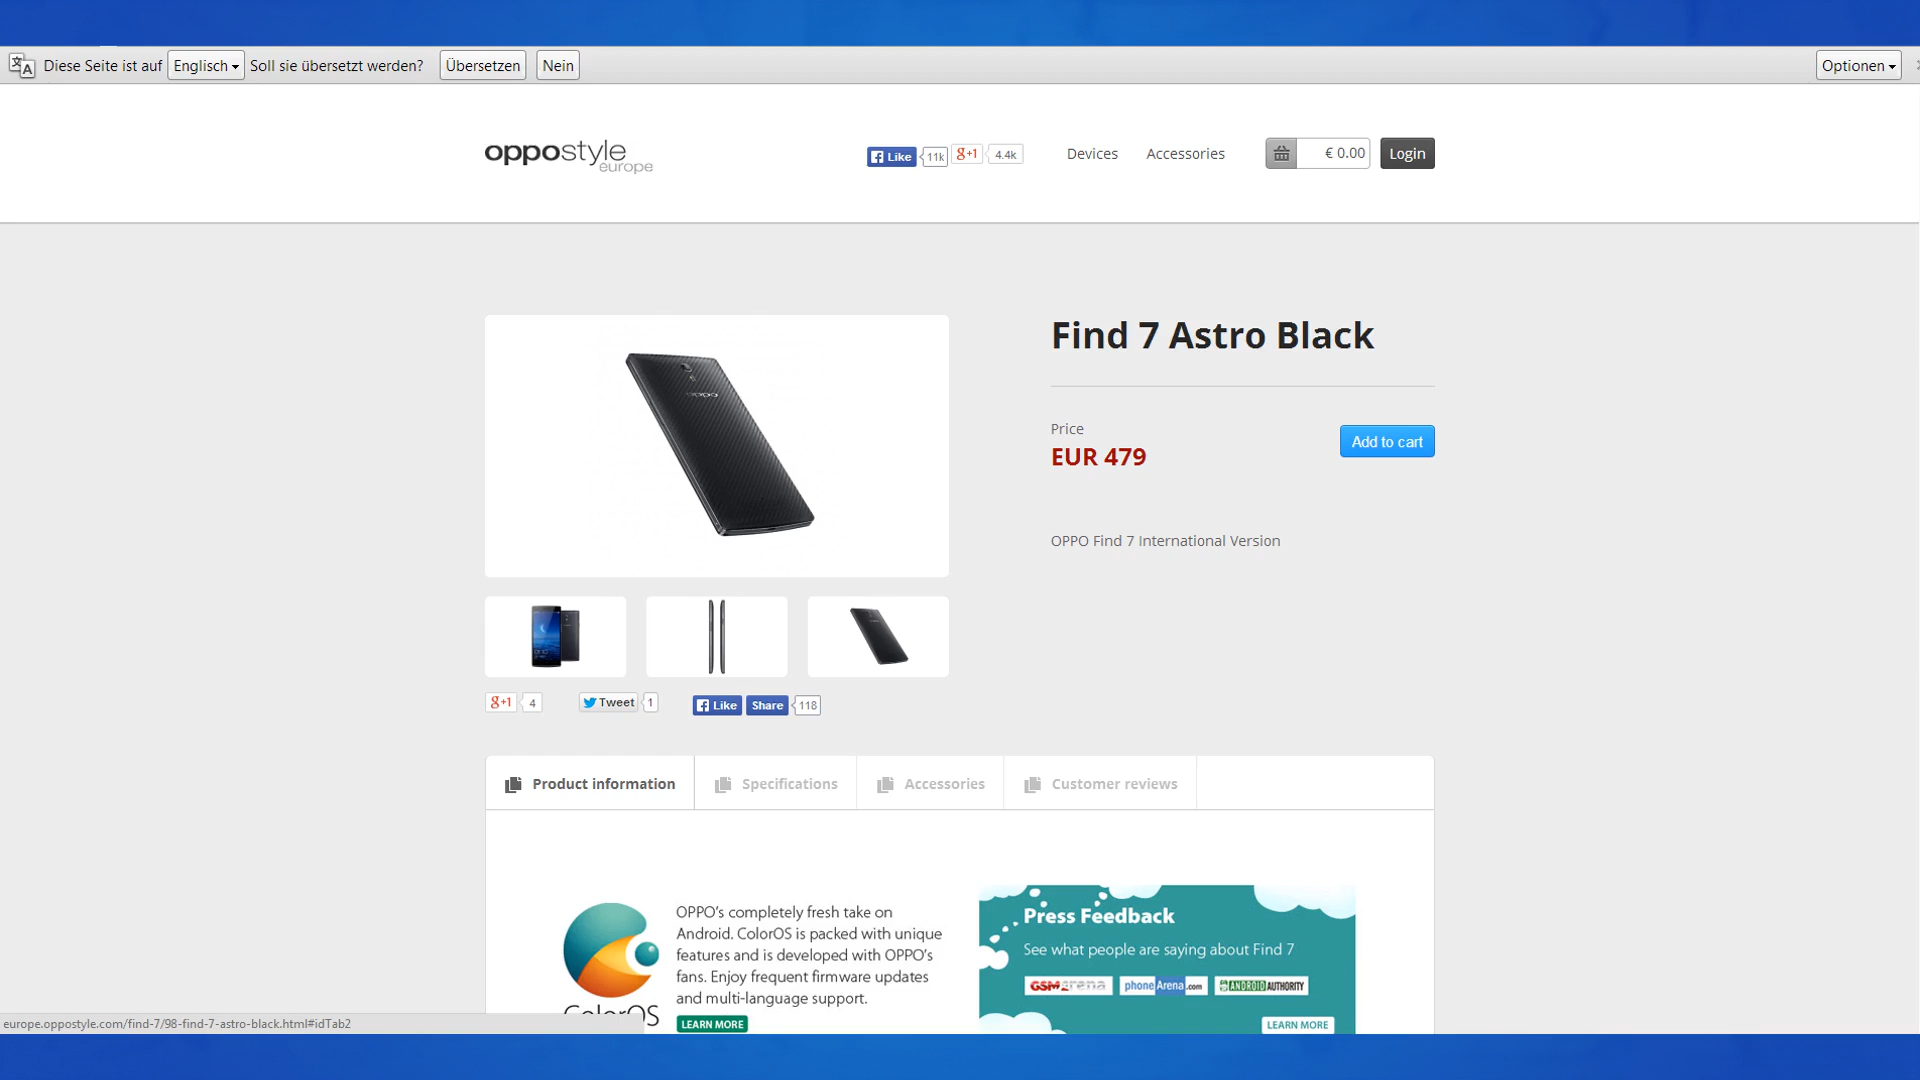 Diese Seite ist auf Englisch Soll sie übersetzt werden? Übersetzen Nein Optionen
oppostyle
europe
Like 11k g+1 4.4k Devices Accessories € 0.00 Login
Find 7 Astro Black
Price
EUR 479
Add to cart
OPPO Find 7 International Version
oppo
g+1 4 Tweet 1 Like Share 118
Product information Specifications Accessories Customer reviews
OPPO's completely fresh take on
Android. ColorOS is packed with unique
features and is developed with OPPO's
fans. Enjoy frequent firmware updates
and multi-language support.
LEARN MORE
ColorOS
Press Feedback
See what people are saying about Find 7
GSMarena phoneArena.com ANDROID AUTHORITY
LEARN MORE
europe.oppostyle.com/find-7/98-find-7-astro-black.html#idTab2